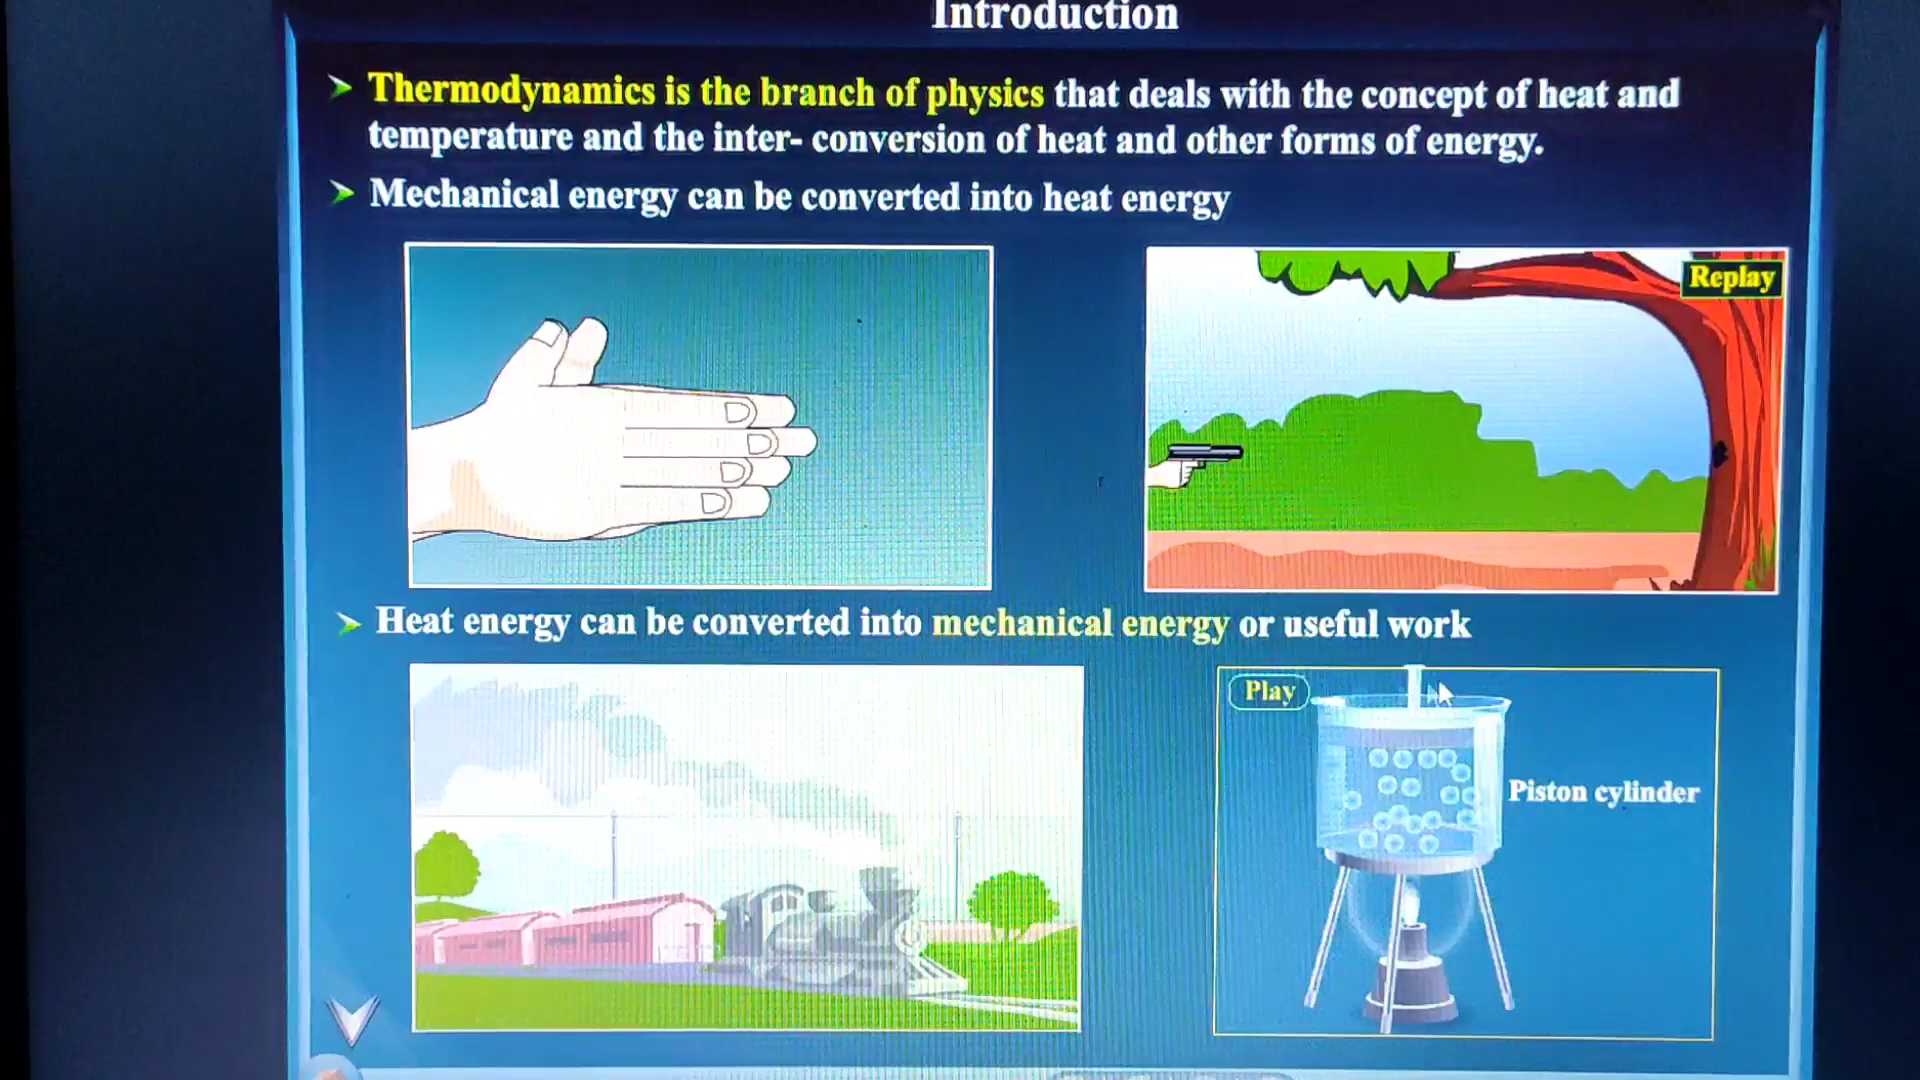 Introduction
Thermodynamics is the branch of physics that deals with the concept of heat and
temperature and the inter- conversion of heat and other forms of energy.
Mechanical energy can be converted into heat energy
Replay
Heat energy can be converted into mechanical energy or useful work
Play
Piston cylinder